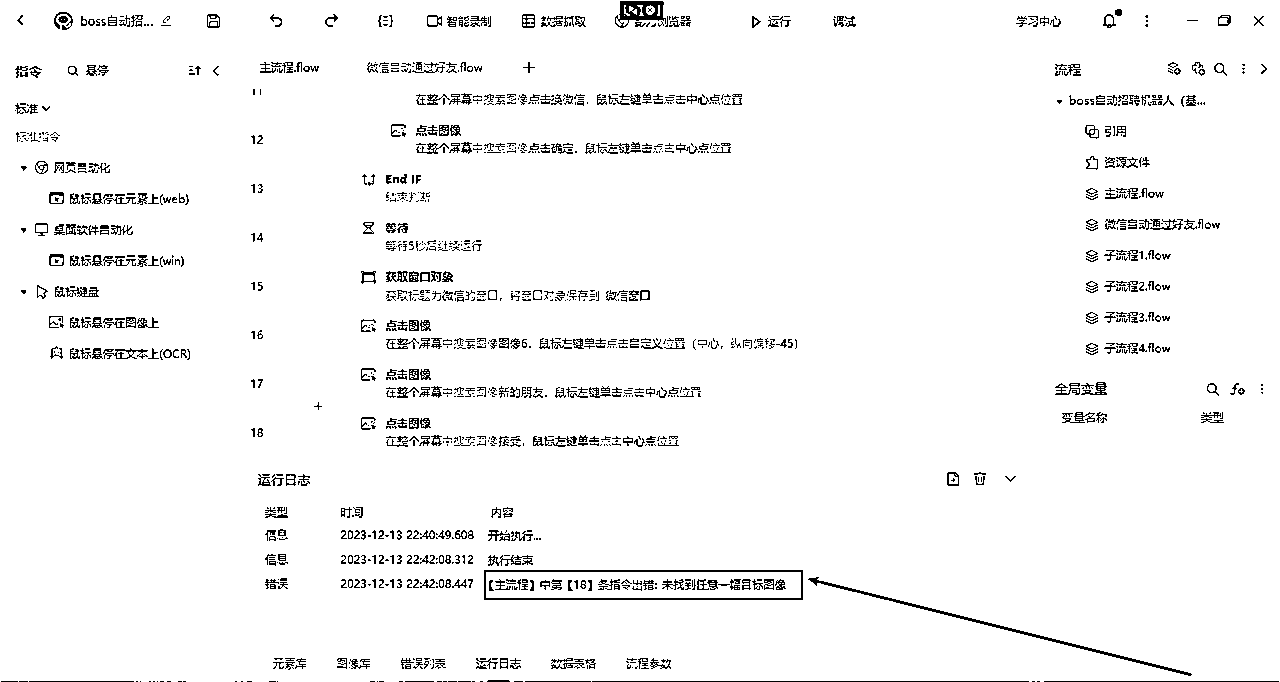 boss自动招... 智能录制 数据抓取 运行 调试 学习中心
指令 悬停
标准
标准指令
网页自动化
鼠标悬停在元素上(web)
桌面软件自动化
鼠标悬停在元素上(win)
鼠标键盘
鼠标悬停在图像上
鼠标悬停在文本上(OCR)
主流程.flow 微信自动通过好友.flow
11
在整个屏幕中搜索图像点击换微信，鼠标左键单击点击中心点位置
12 点击图像
在整个屏幕中搜索图像点击确定，鼠标左键单击点击中心点位置
13 End IF
结束判断
14 等待
等待5秒后继续运行
15 获取窗口对象
获取标题为微信的窗口，将窗口对象保存到 微信窗口
16 点击图像
在整个屏幕中搜索图像图像6，鼠标左键单击点击自定义位置（中心，纵向偏移-45）
17 点击图像
在整个屏幕中搜索图像新的朋友，鼠标左键单击点击中心点位置
18 点击图像
在整个屏幕中搜索图像接受，鼠标左键单击点击中心点位置
流程
boss自动招聘机器人（基...
引用
资源文件
主流程.flow
微信自动通过好友.flow
子流程1.flow
子流程2.flow
子流程3.flow
子流程4.flow
全局变量
变量名称 类型
运行日志
类型 时间 内容
信息 2023-12-13 22:40:49.608 开始执行...
信息 2023-12-13 22:42:08.312 执行结束
错误 2023-12-13 22:42:08.447 【主流程】中第【18】条指令出错: 未找到任意一幅目标图像
元素库 图像库 错误列表 运行日志 数据表格 流程参数